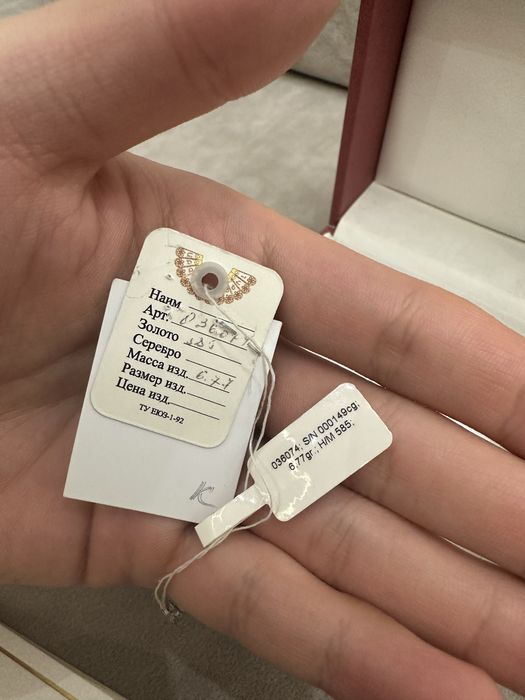 Наим
Арт. 036074
Золото 585
Серебро
Масса изд. 6.77
Размер изд.
Цена изд.
ТУ ЕЮЗ-1-92
036074; S/N 000149cg;
6,77gr.; H/M 585;